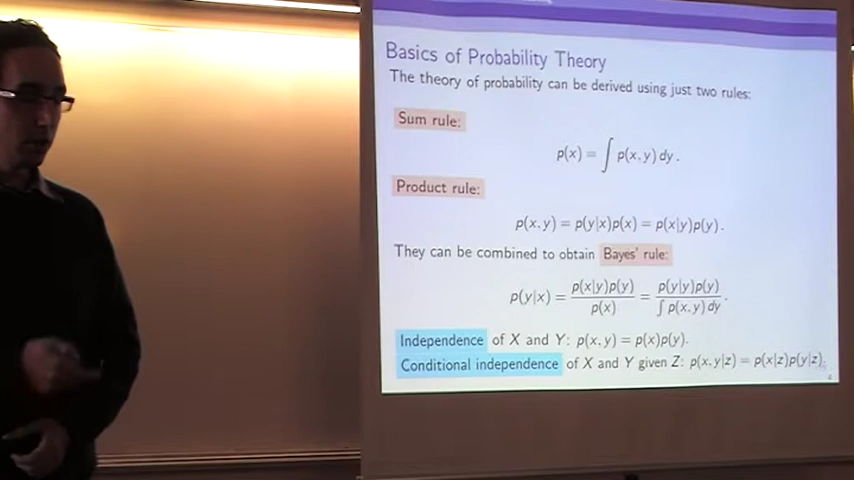 Basics of Probability Theory
The theory of probability can be derived using just two rules:
Sum rule:
p(x) = ∫ p(x, y) dy .
Product rule:
p(x, y) = p(y|x)p(x) = p(x|y)p(y) .
They can be combined to obtain Bayes' rule:
p(y|x) = p(x|y)p(y) / p(x) = p(y|y)p(y) / ∫ p(x, y) dy .
Independence of X and Y: p(x, y) = p(x)p(y).
Conditional independence of X and Y given Z: p(x, y|z) = p(x|z)p(y|z).
4